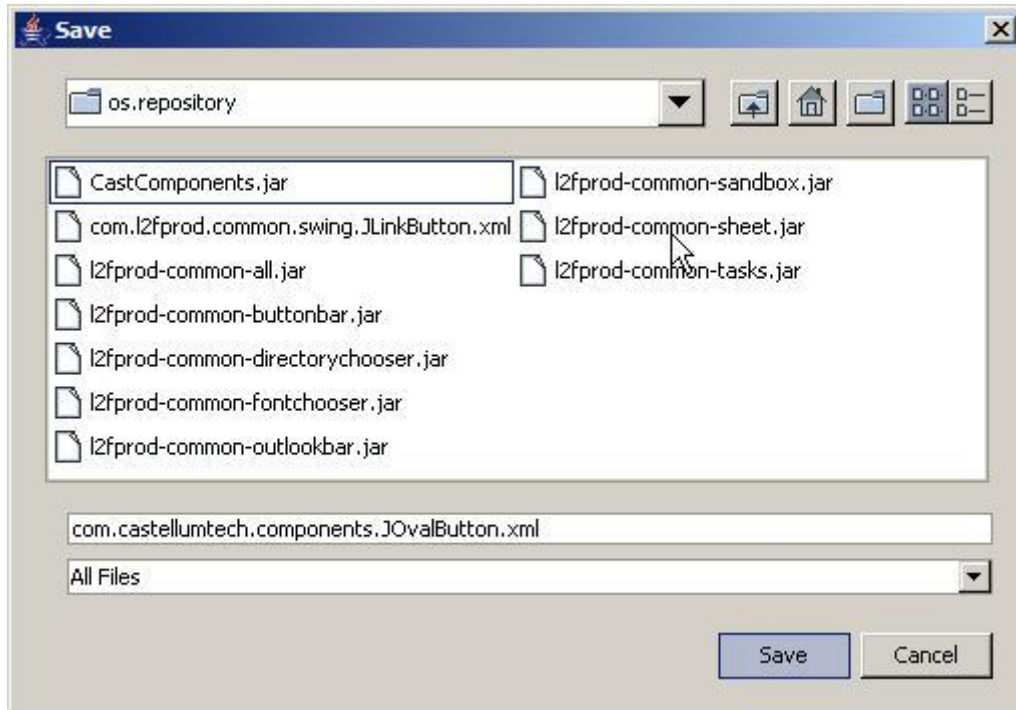 Save
os.repository
CastComponents.jar
com.l2fprod.common.swing.JLinkButton.xml
l2fprod-common-all.jar
l2fprod-common-buttonbar.jar
l2fprod-common-directorychooser.jar
l2fprod-common-fontchooser.jar
l2fprod-common-outlookbar.jar
l2fprod-common-sandbox.jar
l2fprod-common-sheet.jar
l2fprod-common-tasks.jar
com.castellumtech.components.JOvalButton.xml
All Files
Save
Cancel